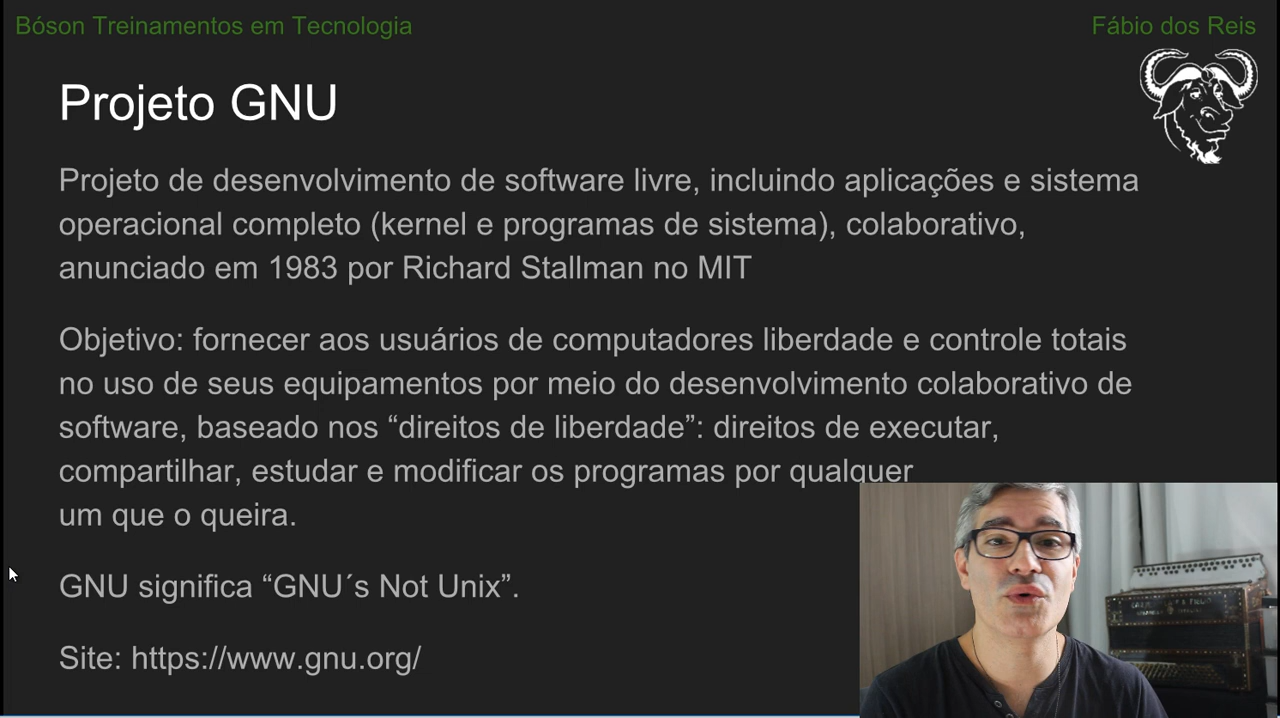 Bóson Treinamentos em Tecnologia
Fábio dos Reis
Projeto GNU
Projeto de desenvolvimento de software livre, incluindo aplicações e sistema
operacional completo (kernel e programas de sistema), colaborativo,
anunciado em 1983 por Richard Stallman no MIT
Objetivo: fornecer aos usuários de computadores liberdade e controle totais
no uso de seus equipamentos por meio do desenvolvimento colaborativo de
software, baseado nos “direitos de liberdade”: direitos de executar,
compartilhar, estudar e modificar os programas por qualquer
um que o queira.
GNU significa “GNU´s Not Unix”.
Site: https://www.gnu.org/